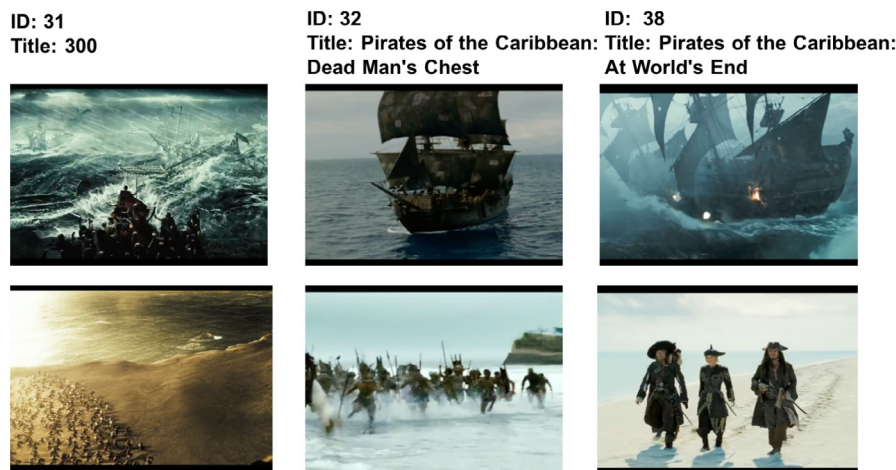 ID: 31
Title: 300
ID: 32
Title: Pirates of the Caribbean:
Dead Man's Chest
ID: 38
Title: Pirates of the Caribbean:
At World's End